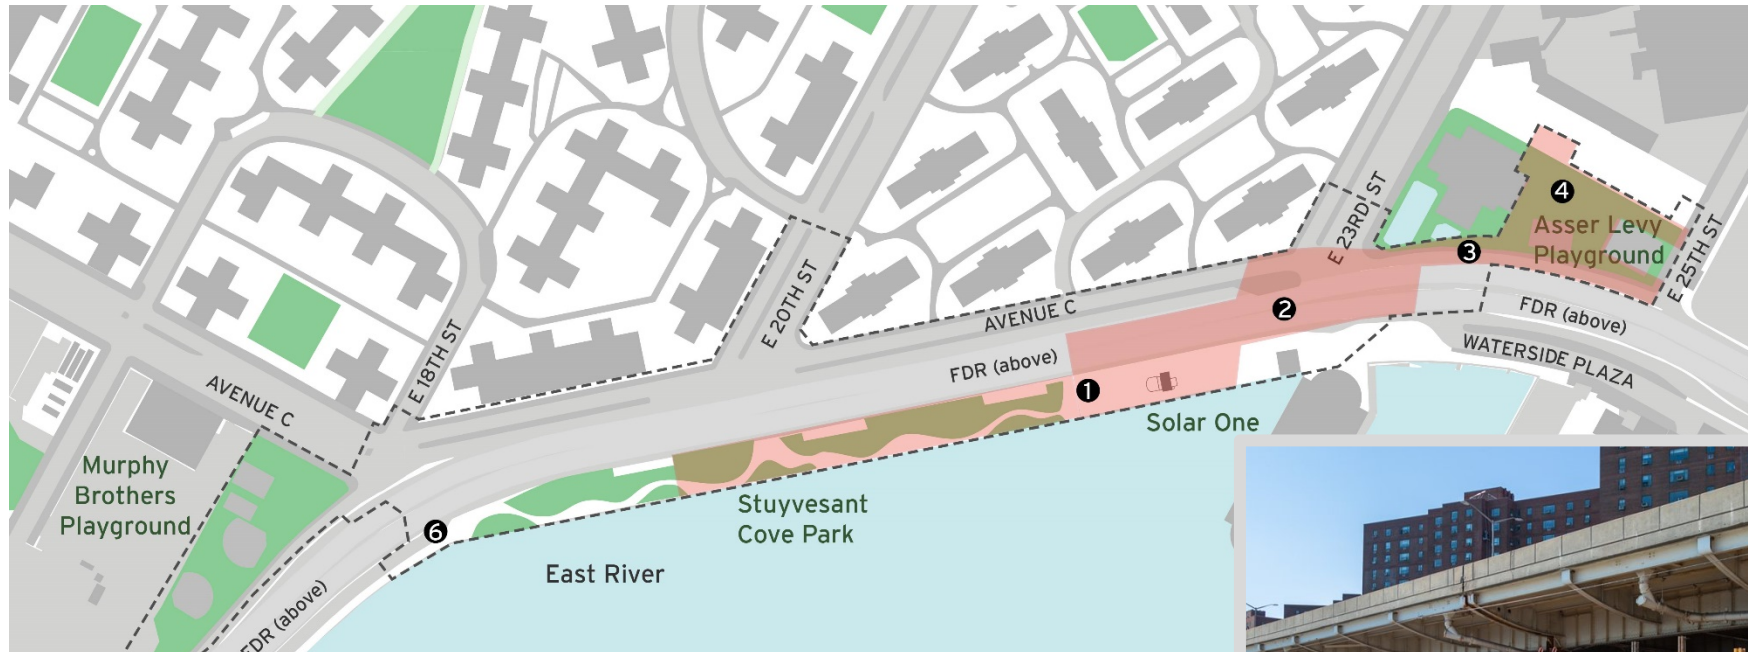 E 23RD ST
4
Asser Levy
Playground
3
E 25TH ST
E 20TH ST
AVENUE C
2
FDR (above)
WATERSIDE PLAZA
FDR (above)
1
Solar One
E 18TH ST
AVENUE C
Murphy
Brothers
Playground
Stuyvesant
Cove Park
6
East River
FDR (above)